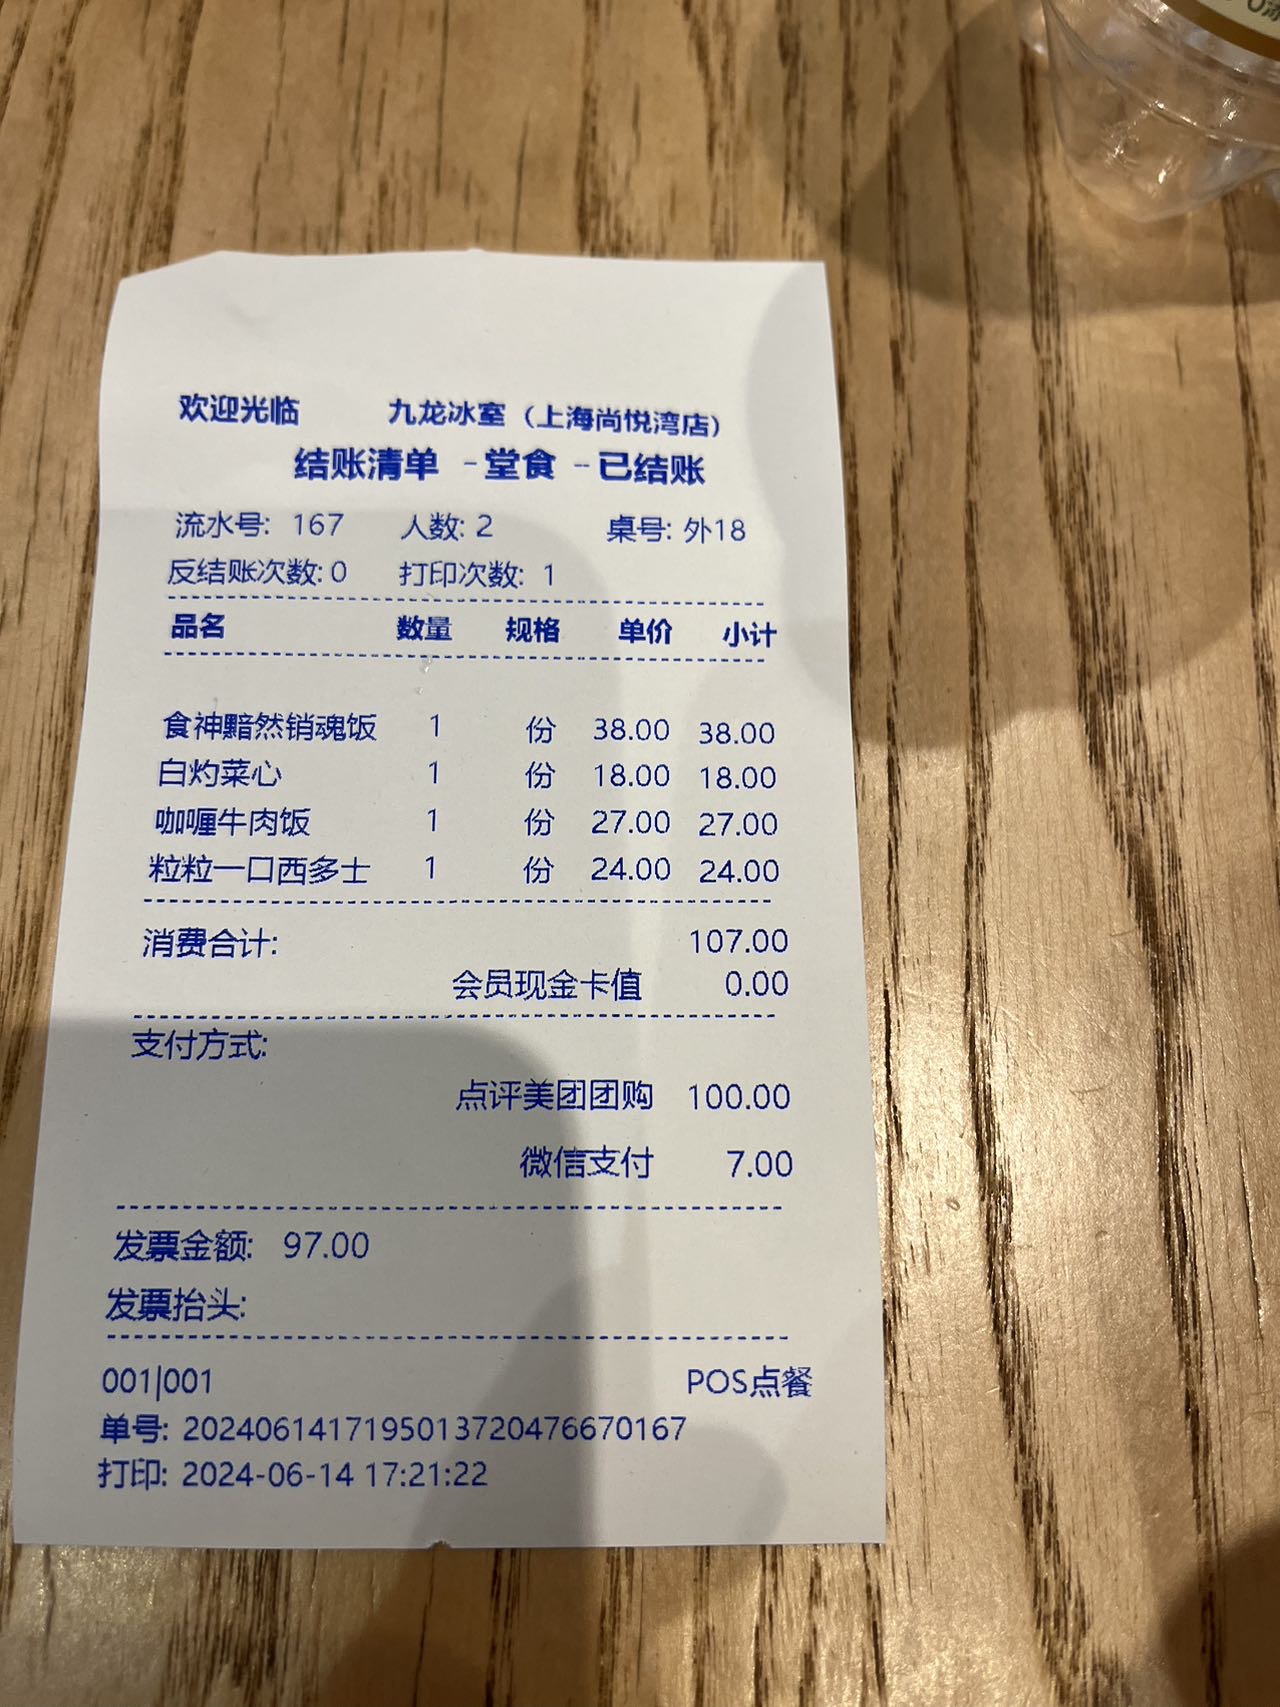 欢迎光临 九龙冰室（上海尚悦湾店）
结账清单 -堂食 --已结账
流水号: 167 人数: 2 桌号: 外18
反结账次数: 0 打印次数: 1
品名 数量 规格 单价 小计
食神黯然销魂饭 1 份 38.00 38.00
白灼菜心 1 份 18.00 18.00
咖喱牛肉饭 1 份 27.00 27.00
粒粒一口西多士 1 份 24.00 24.00
消费合计: 107.00
会员现金卡值 0.00
支付方式:
点评美团团购 100.00
微信支付 7.00
发票金额: 97.00
发票抬头:
001|001 POS点餐
单号: 20240614171950137204766670167
打印: 2024-06-14 17:21:22